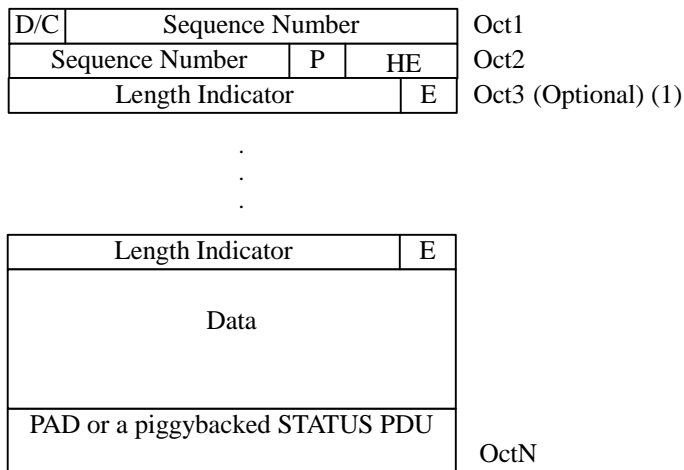 D/C Sequence Number Oct1
Sequence Number P HE Oct2
Length Indicator E Oct3 (Optional) (1)
.
.
.
Length Indicator E
Data
PAD or a piggybacked STATUS PDU
OctN